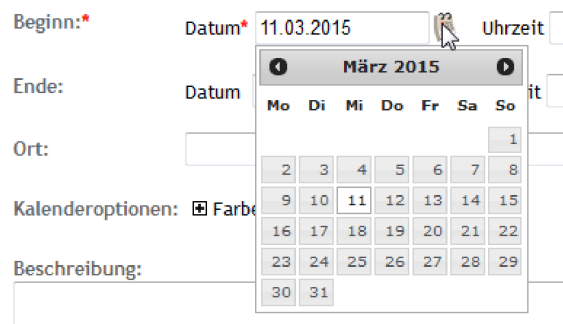 Beginn:* Datum* 11.03.2015 Uhrzeit
März 2015
Ende: Datum it
Mo Di Mi Do Fr Sa So
1
Ort:
2 3 4 5 6 7 8
9 10 11 12 13 14 15
Kalenderoptionen: Farbe
16 17 18 19 20 21 22
23 24 25 26 27 28 29
Beschreibung:
30 31